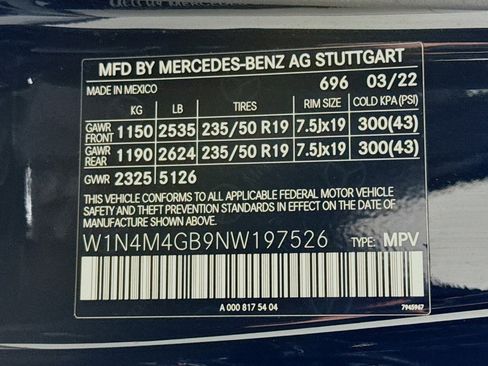 MFD BY MERCEDES-BENZ AG STUTTGART
MADE IN MEXICO 696 03/22
KG LB TIRES RIM SIZE COLD KPA(PSI)
GAWR FRONT 1150 2535 235/50 R19 7.5Jx19 300(43)
GAWR REAR 1190 2624 235/50 R19 7.5Jx19 300(43)
GVWR 2325 5126
THIS VEHICLE CONFORMS TO ALL APPLICABLE FEDERAL MOTOR VEHICLE
SAFETY AND THEFT PREVENTION STANDARDS IN EFFECT ON THE
DATE OF MANUFACTURE SHOWN ABOVE.
W1N4M4GB9NW197526 TYPE: MPV
A 000 817 54 04 7945967